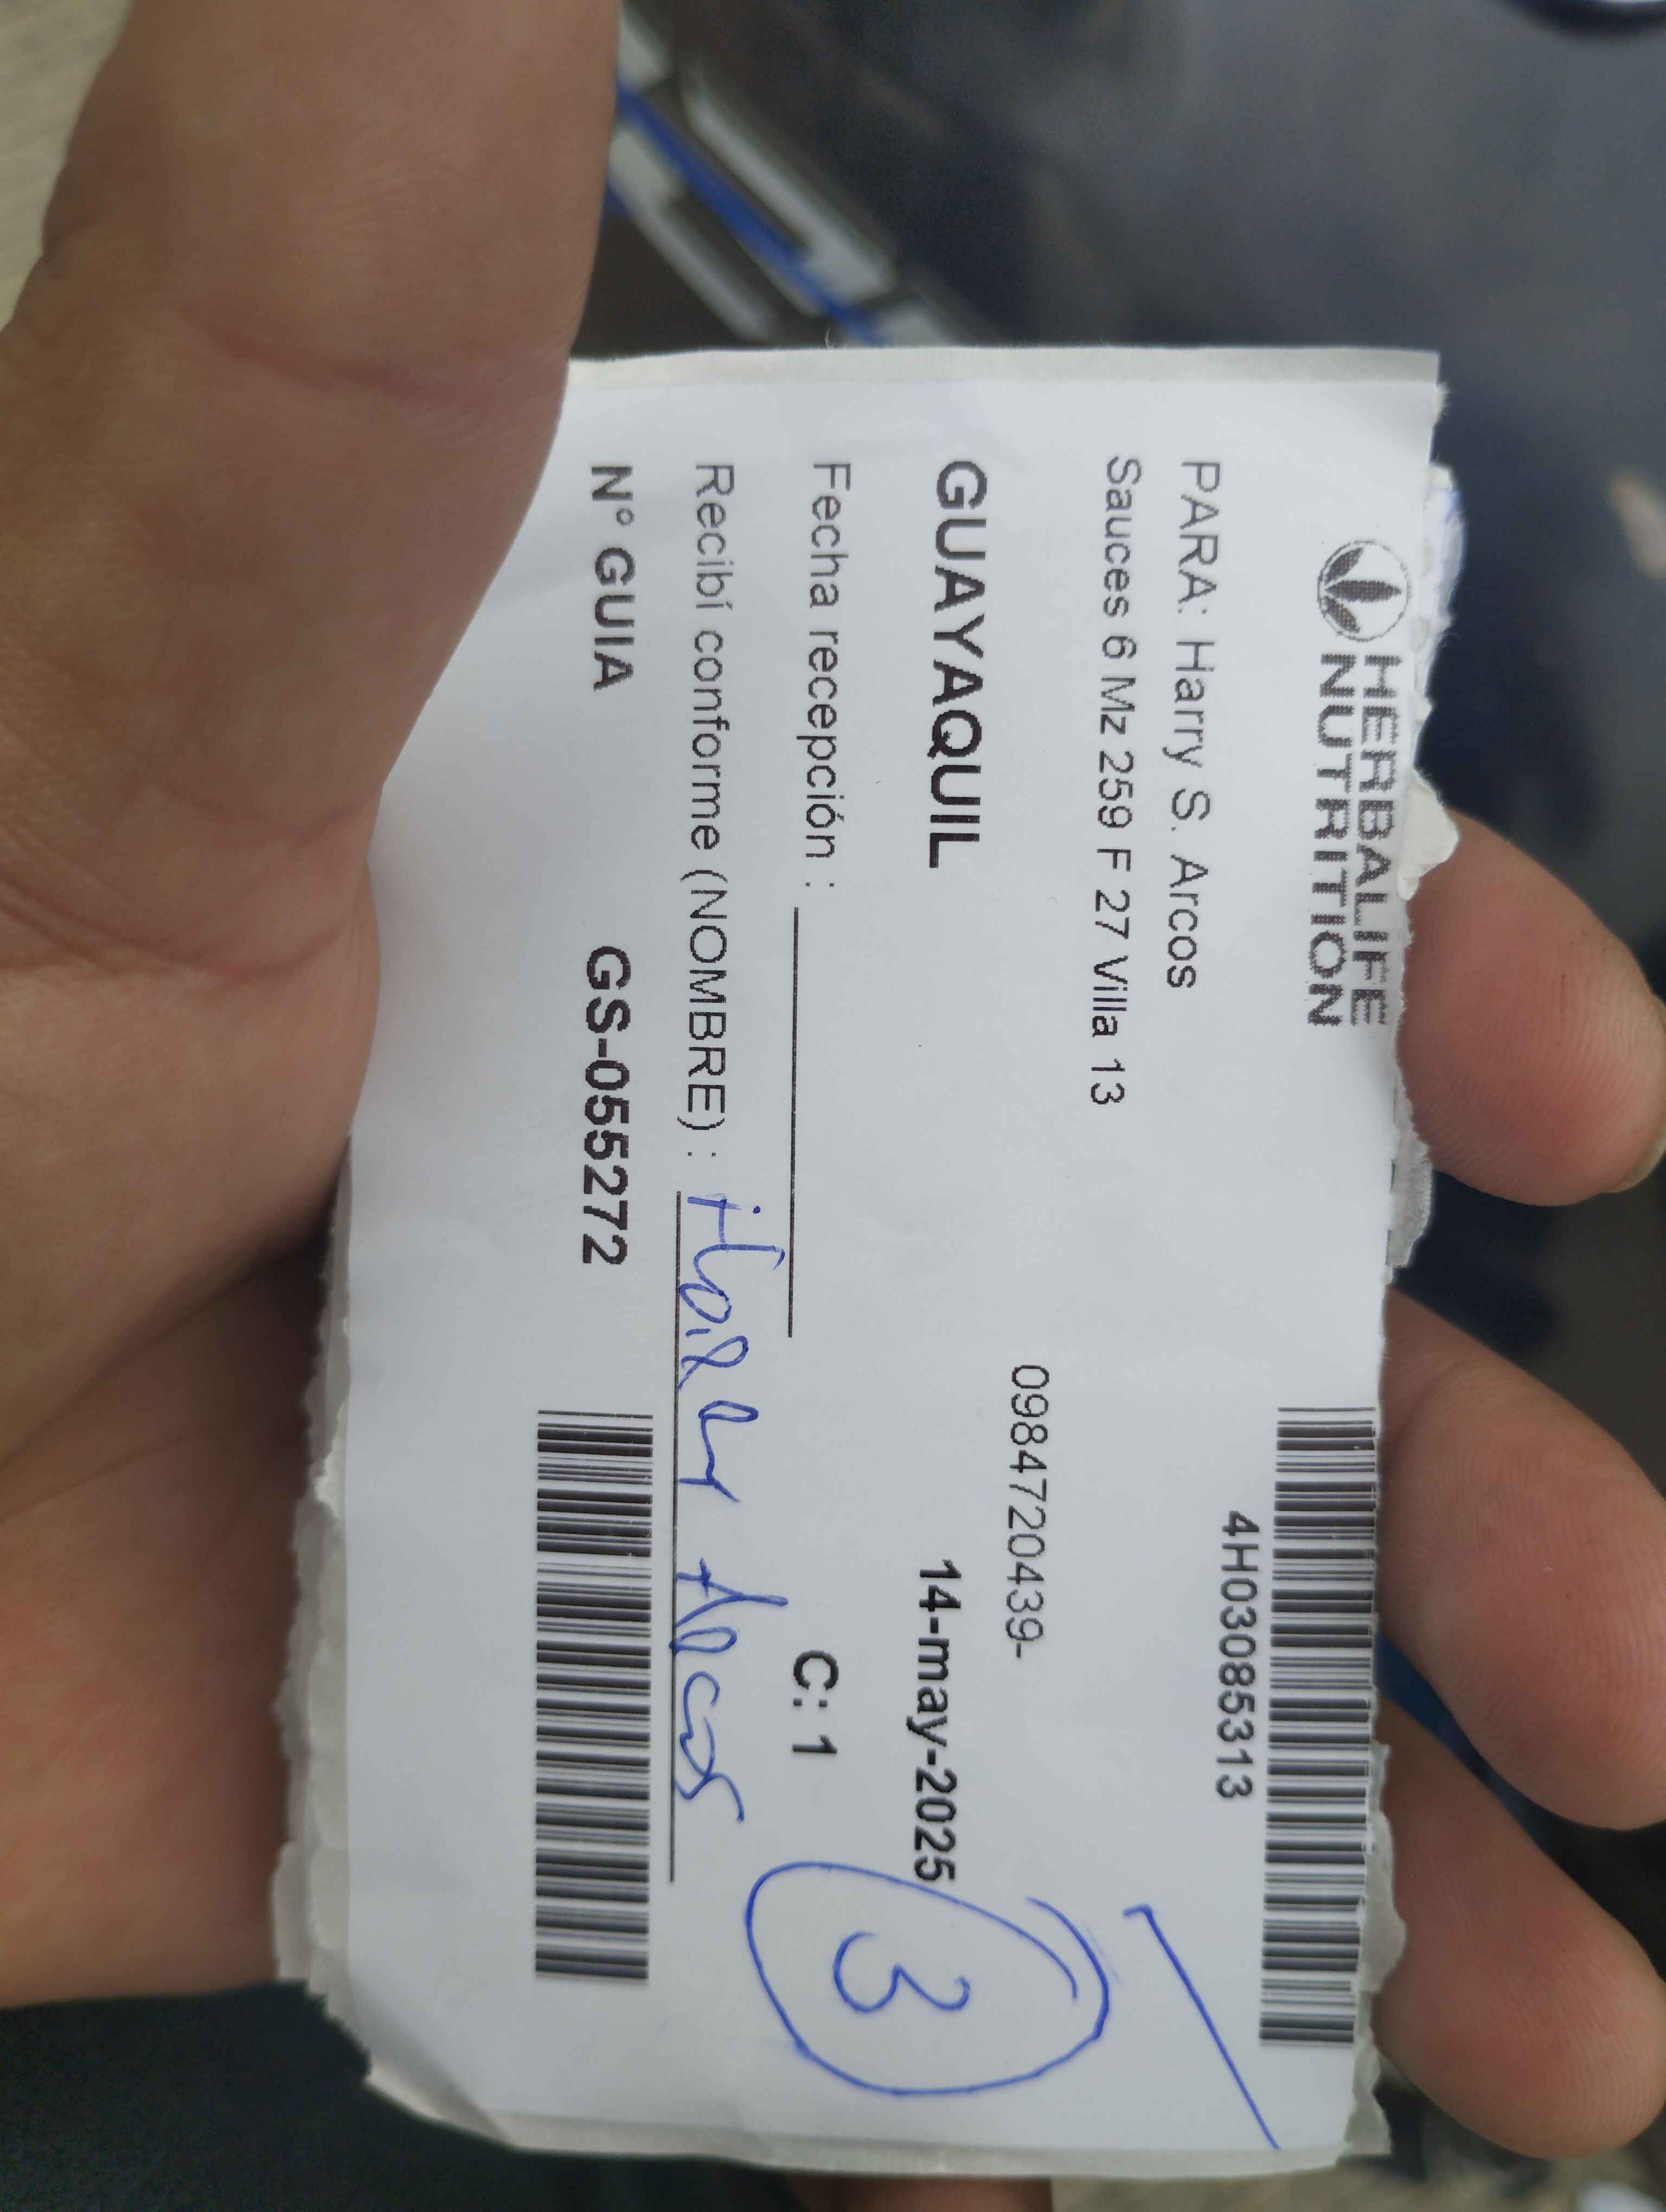 HERBALIFE
NUTRITION
4H03085313
PARA: Harry S. Arcos
Sauces 6 Mz 259 F 27 Villa 13
0984720439-
GUAYAQUIL 14-may-2025
Fecha recepción : C: 1
3
Recibí conforme (NOMBRE) : Harry Arcos
N° GUIA GS-055272